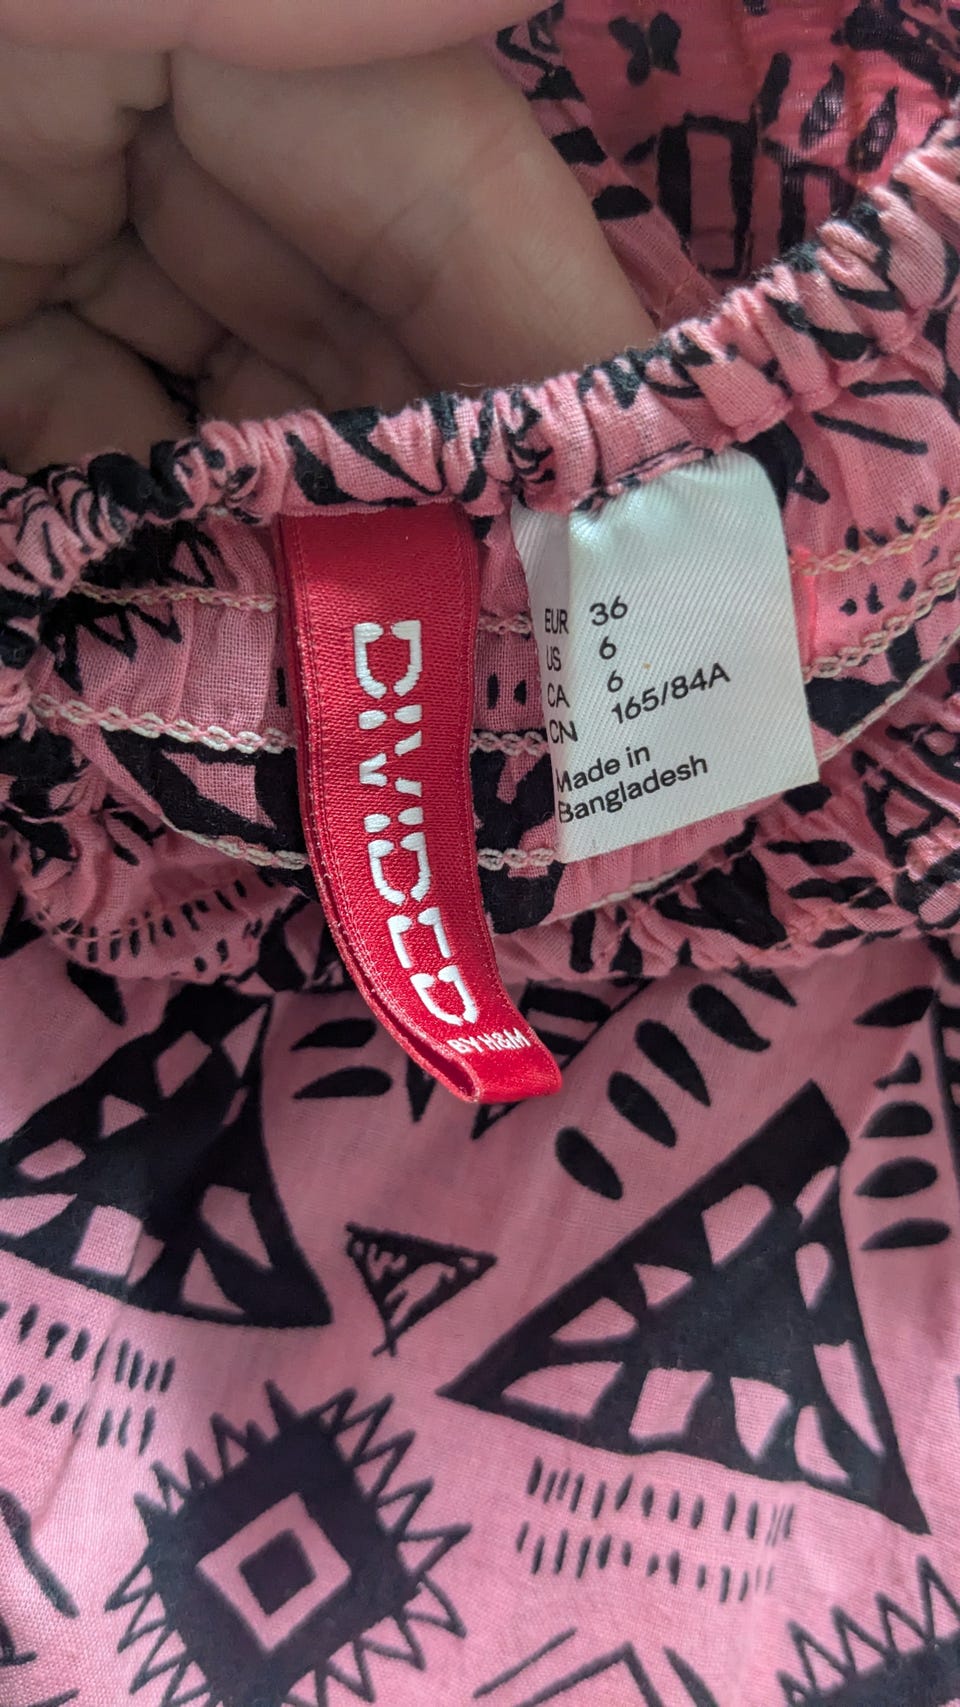 DIVIDED
BY H&M
EUR 36
US 6
CA 6
CN 165/84A
Made in
Bangladesh